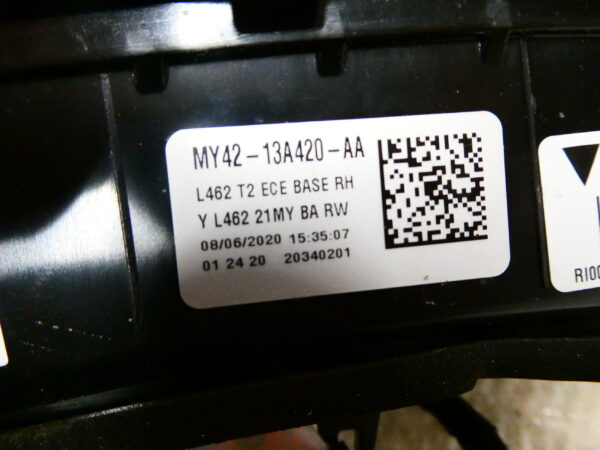 MY42-13A420-AA
L462 T2 ECE BASE RH
Y L462 21MY BA RW
08/06/2020 15:35:07
01 24 20 20340201